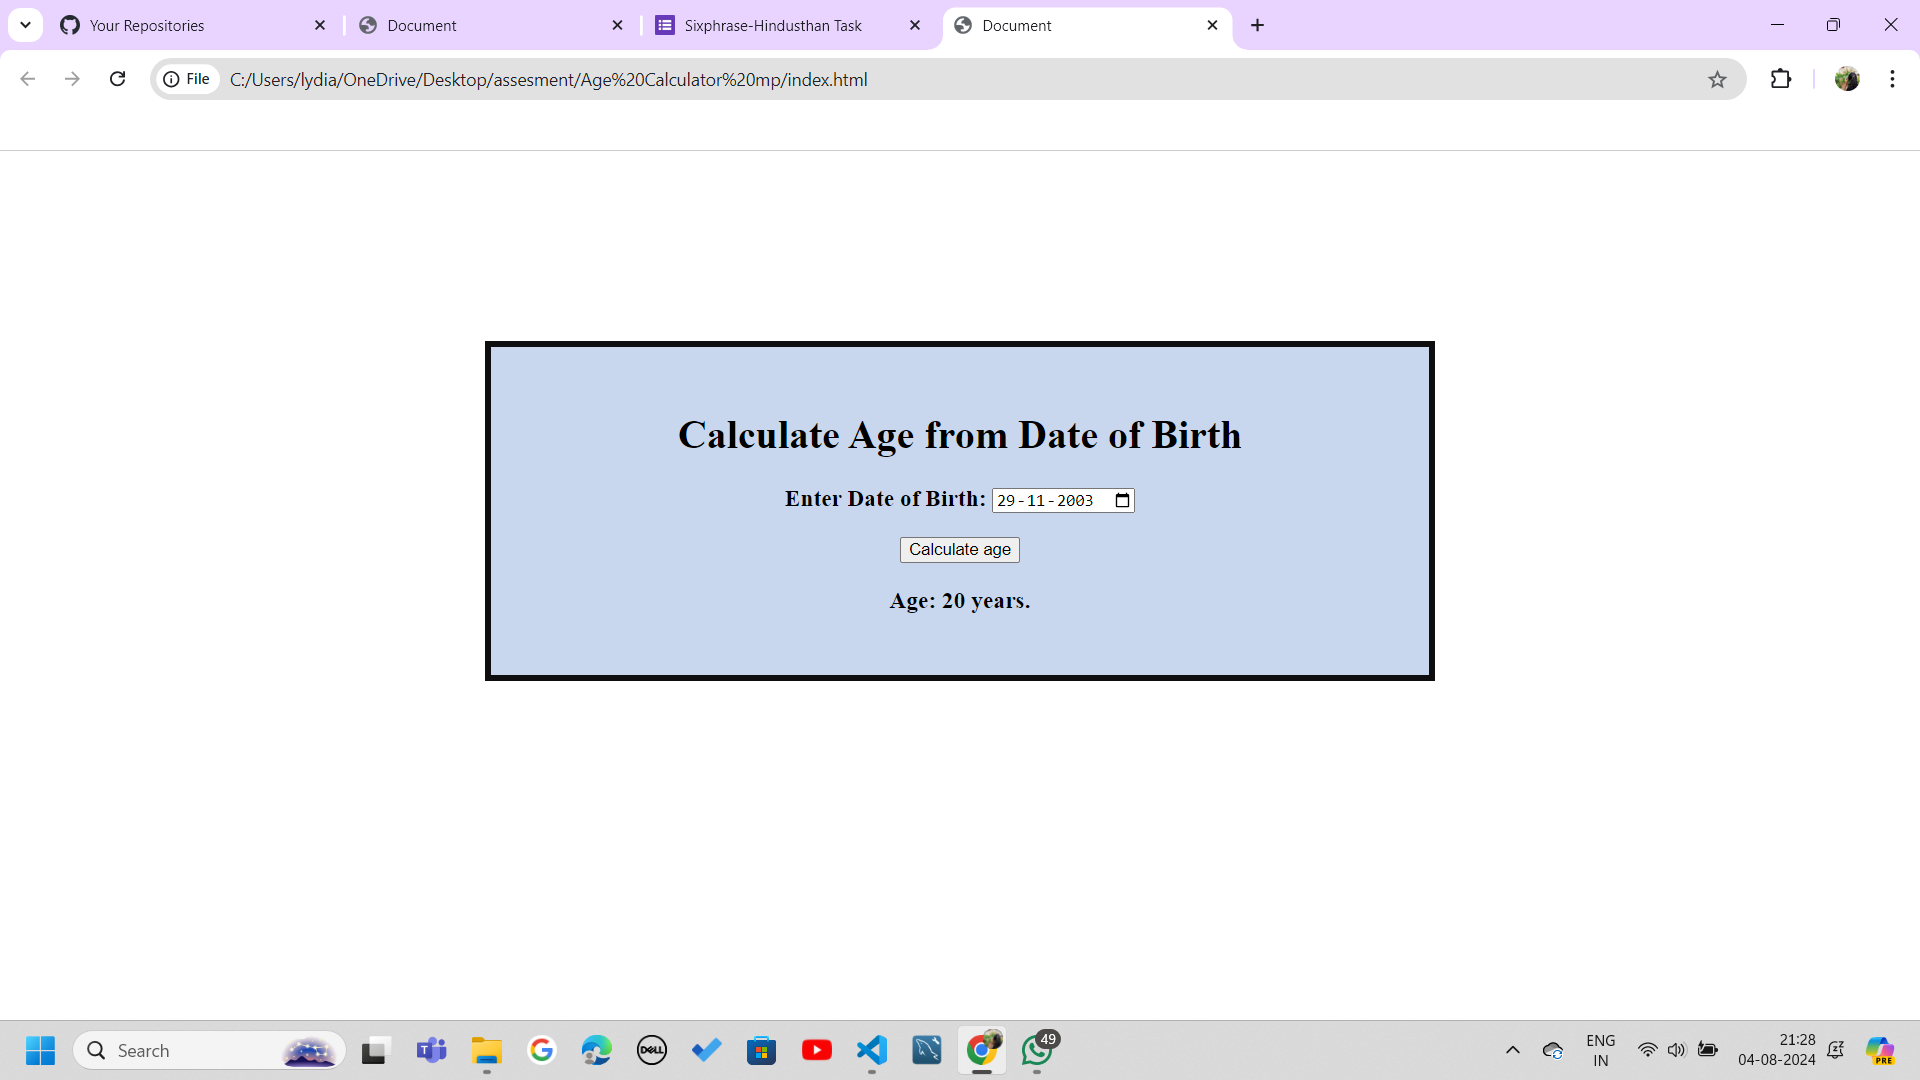 Your Repositories
Document
Sixphrase-Hindusthan Task
Document
File
C:/Users/lydia/OneDrive/Desktop/assesment/Age%20Calculator%20mp/index.html
Calculate Age from Date of Birth
Enter Date of Birth: 29-11-2003
Calculate age
Age: 20 years.
Search
DELL
49
ENG
IN
21:28
04-08-2024
PRE